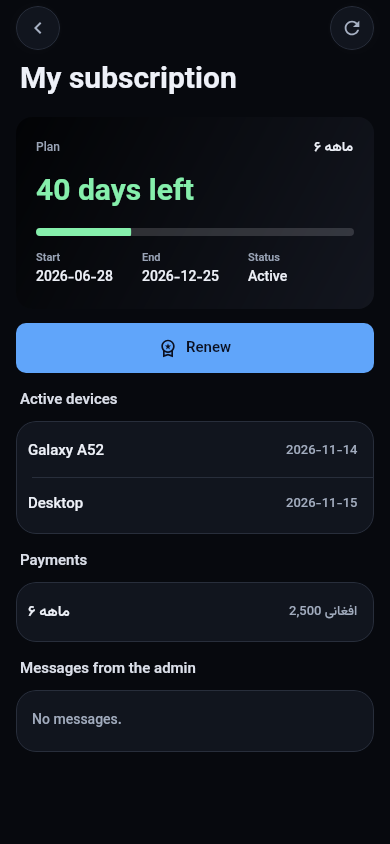 My subscription
Plan
۶ ماهه
40 days left
Start
End
Status
2026-06-28
2026-12-25
Active
Renew
Active devices
Galaxy A52
2026-11-14
Desktop
2026-11-15
Payments
۶ ماهه
2,500 افغانی
Messages from the admin
No messages.